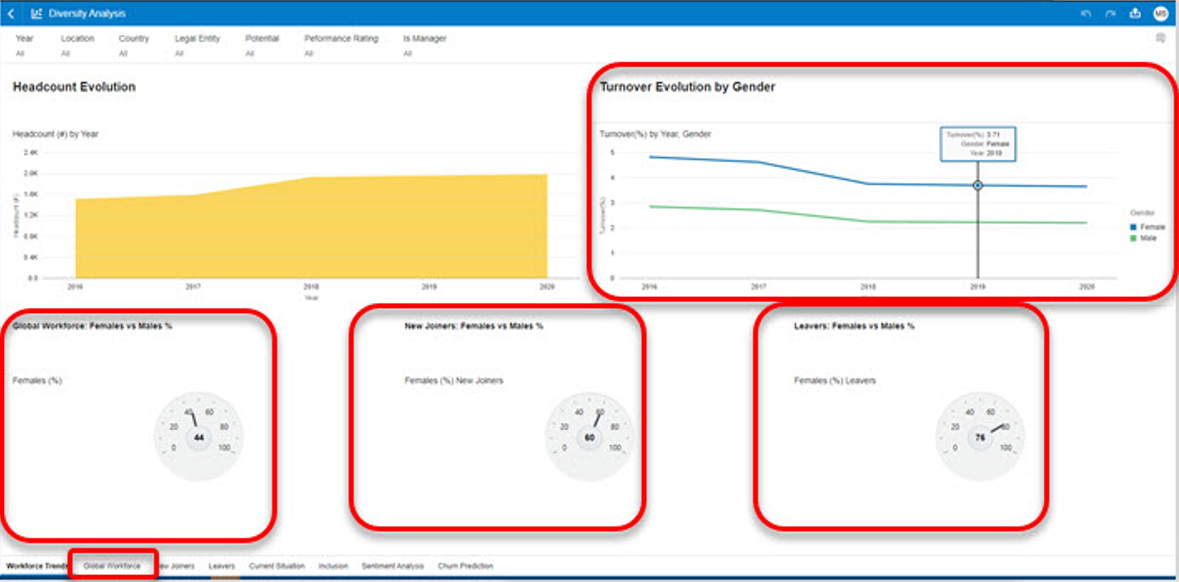 Diversity Analysis
MS
Year Location Country Legal Entity Potential Peformance Rating Is Manager
All All All All All All All
Headcount Evolution
Turnover Evolution by Gender
Headcount (#) by Year
Turnover(%) by Year, Gender
2.4K
2.0K
1.6K
1.2K
0.8K
0.4K
0.0
Headcount (#)
2016 2017 2018 2019 2020
Year
Turnover(%) 3.71
Gender Female
Year 2019
5
4
3
2
1
0
Turnover(%)
2016 2017 2018 2019 2020
Gender
Female
Male
Global Workforce: Females vs Males %
New Joiners: Females vs Males %
Leavers: Females vs Males %
Females (%)
Females (%) New Joiners
Females (%) Leavers
0 20 40 60 80 100
44
0 20 40 60 80 100
60
0 20 40 60 80 100
76
Workforce Trends Global Workforce New Joiners Leavers Current Situation Inclusion Sentiment Analysis Churn Prediction